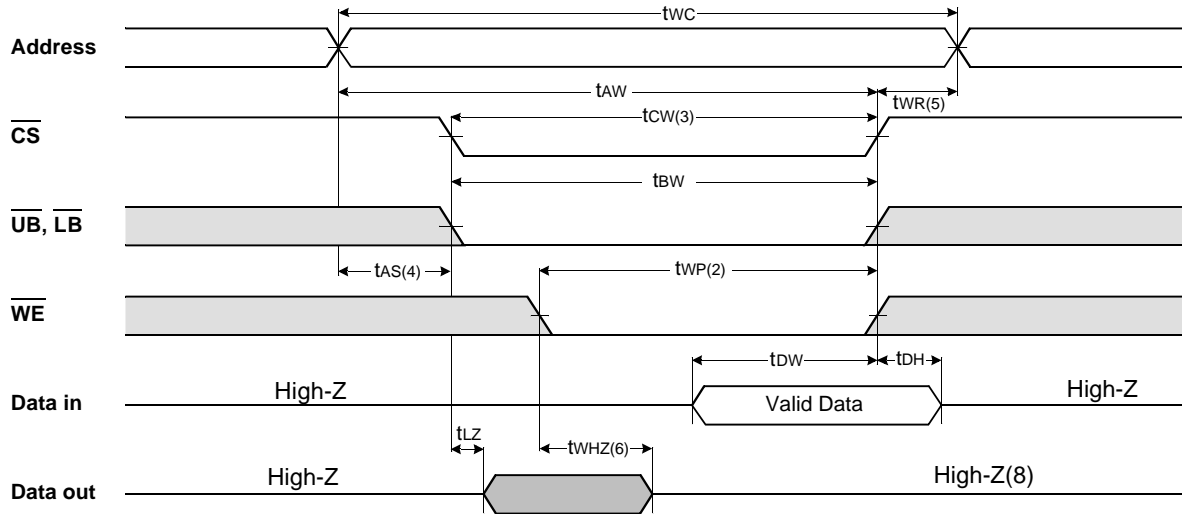 tWC
Address
tAW
tWR(5)
tCW(3)
CS
tBW
UB, LB
tAS(4)
tWP(2)
WE
tDW
tDH
High-Z
Valid Data
High-Z
Data in
tLZ
tWHZ(6)
High-Z
High-Z(8)
Data out